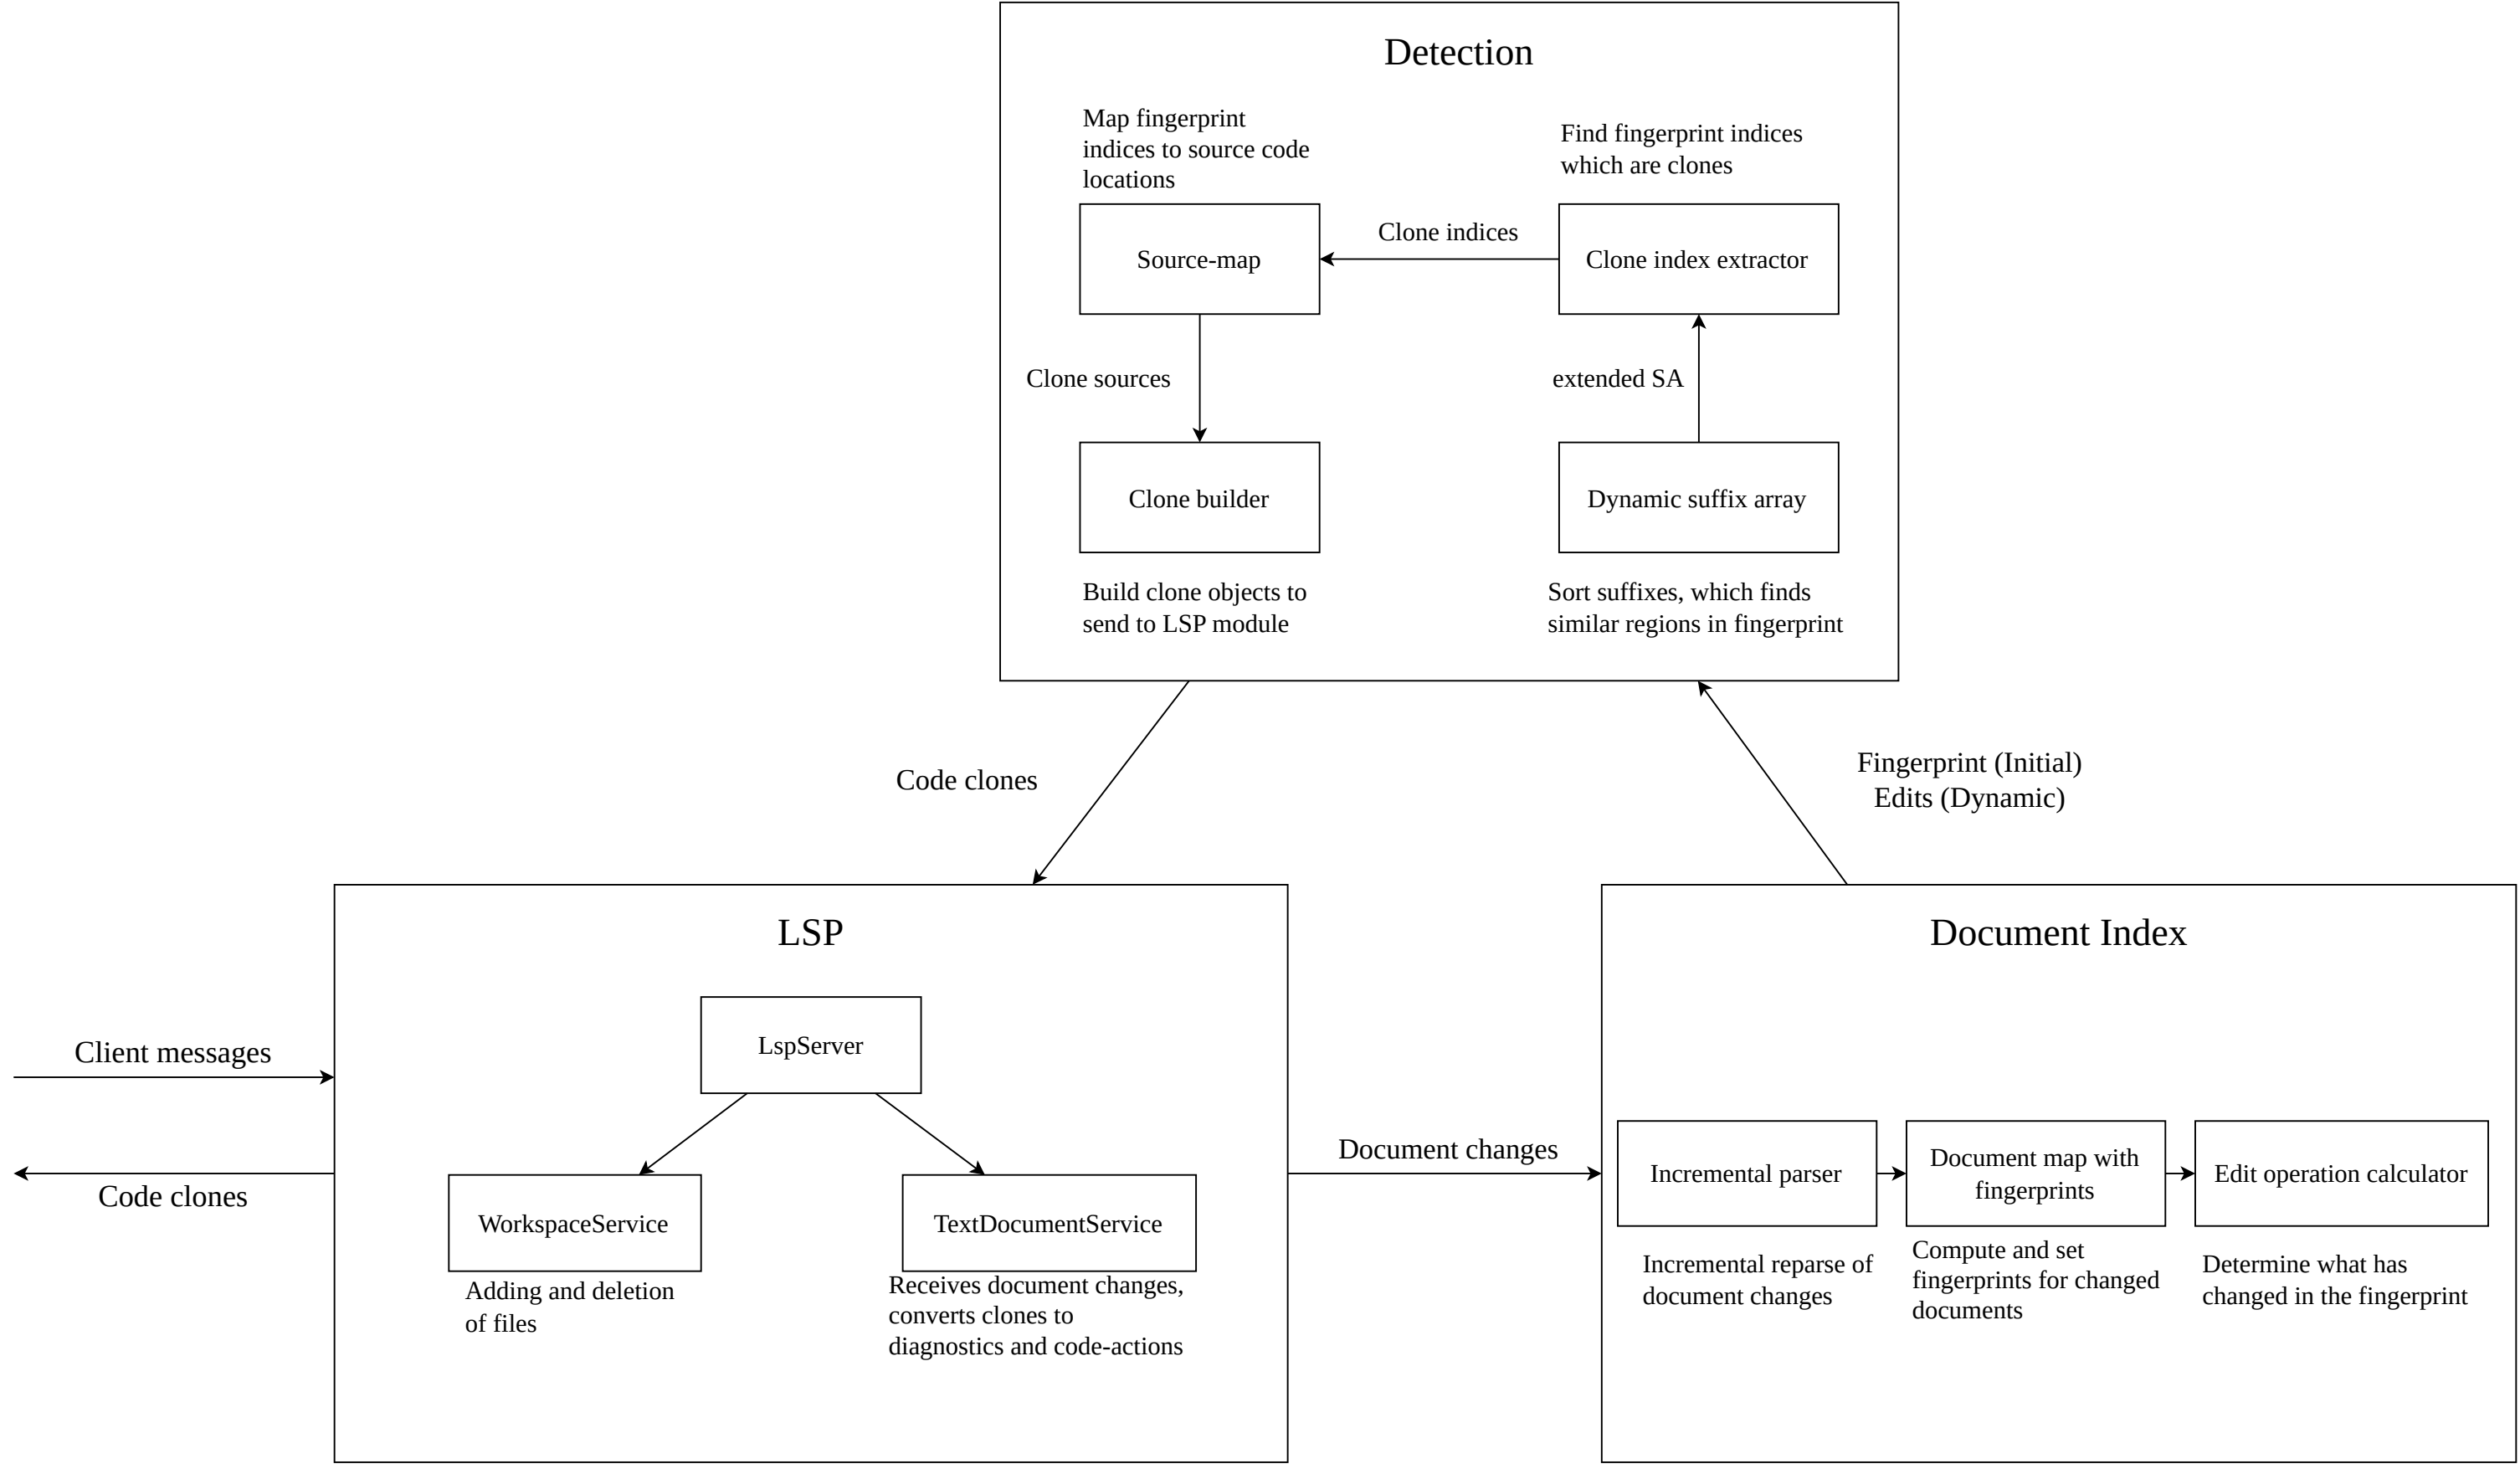 Detection
Map fingerprint
indices to source code
locations
Find fingerprint indices
which are clones
Source-map
Clone indices
Clone index extractor
Clone sources
extended SA
Clone builder
Dynamic suffix array
Build clone objects to
send to LSP module
Sort suffixes, which finds
similar regions in fingerprint
Code clones
Fingerprint (Initial)
Edits (Dynamic)
LSP
LspServer
WorkspaceService
Adding and deletion
of files
TextDocumentService
Receives document changes,
converts clones to
diagnostics and code-actions
Client messages
Code clones
Document changes
Document Index
Incremental parser
Incremental reparse of
document changes
Document map with
fingerprints
Compute and set
fingerprints for changed
documents
Edit operation calculator
Determine what has
changed in the fingerprint